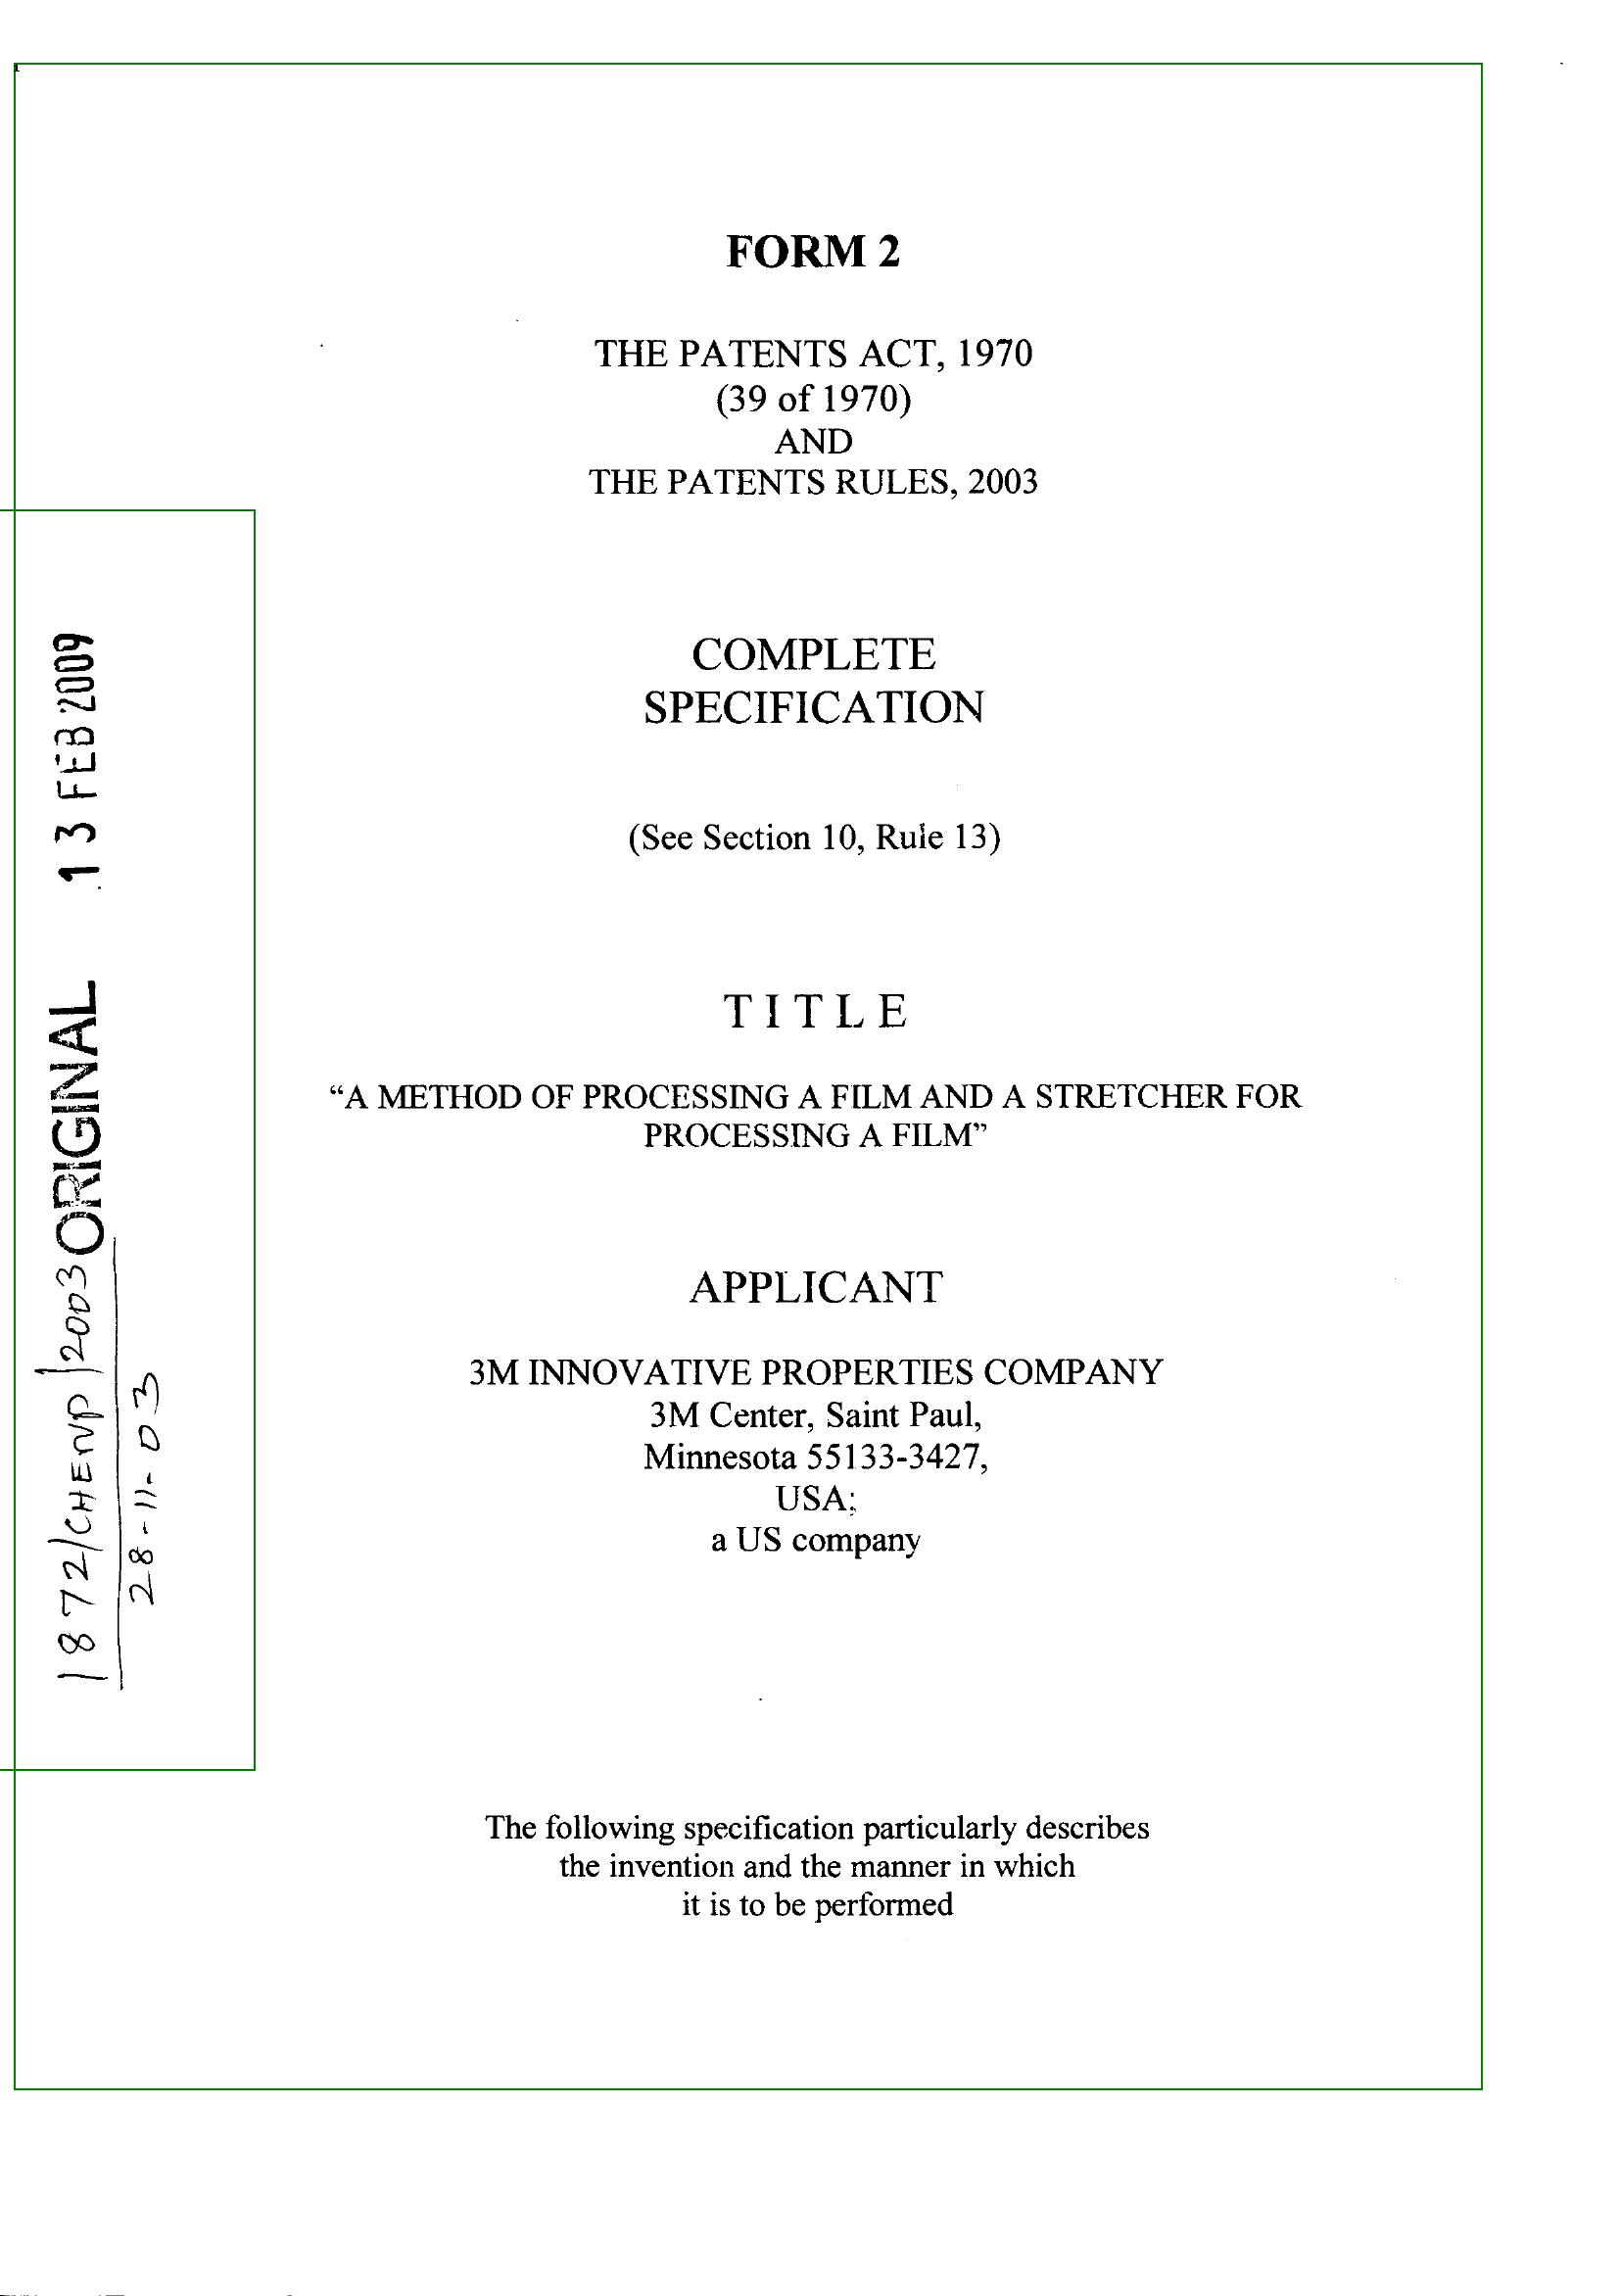 FORM 2
THE PATENTS ACT, 1970
(39 of 1970)
AND
THE PATENTS RULES, 2003
COMPLETE
SPECIFICATION
(See Section 10, Rule 13)
T I T L E
“A METHOD OF PROCESSING A FILM AND A STRETCHER FOR
PROCESSING A FILM”
APPLICANT
3M INNOVATIVE PROPERTIES COMPANY
3M Center, Saint Paul,
Minnesota 55133-3427,
USA;
a US company
The following specification particularly describes
the invention and the manner in which
it is to be performed
1872/CHENP/2003 ORIGINAL 13 FEB 2009
28-11-03